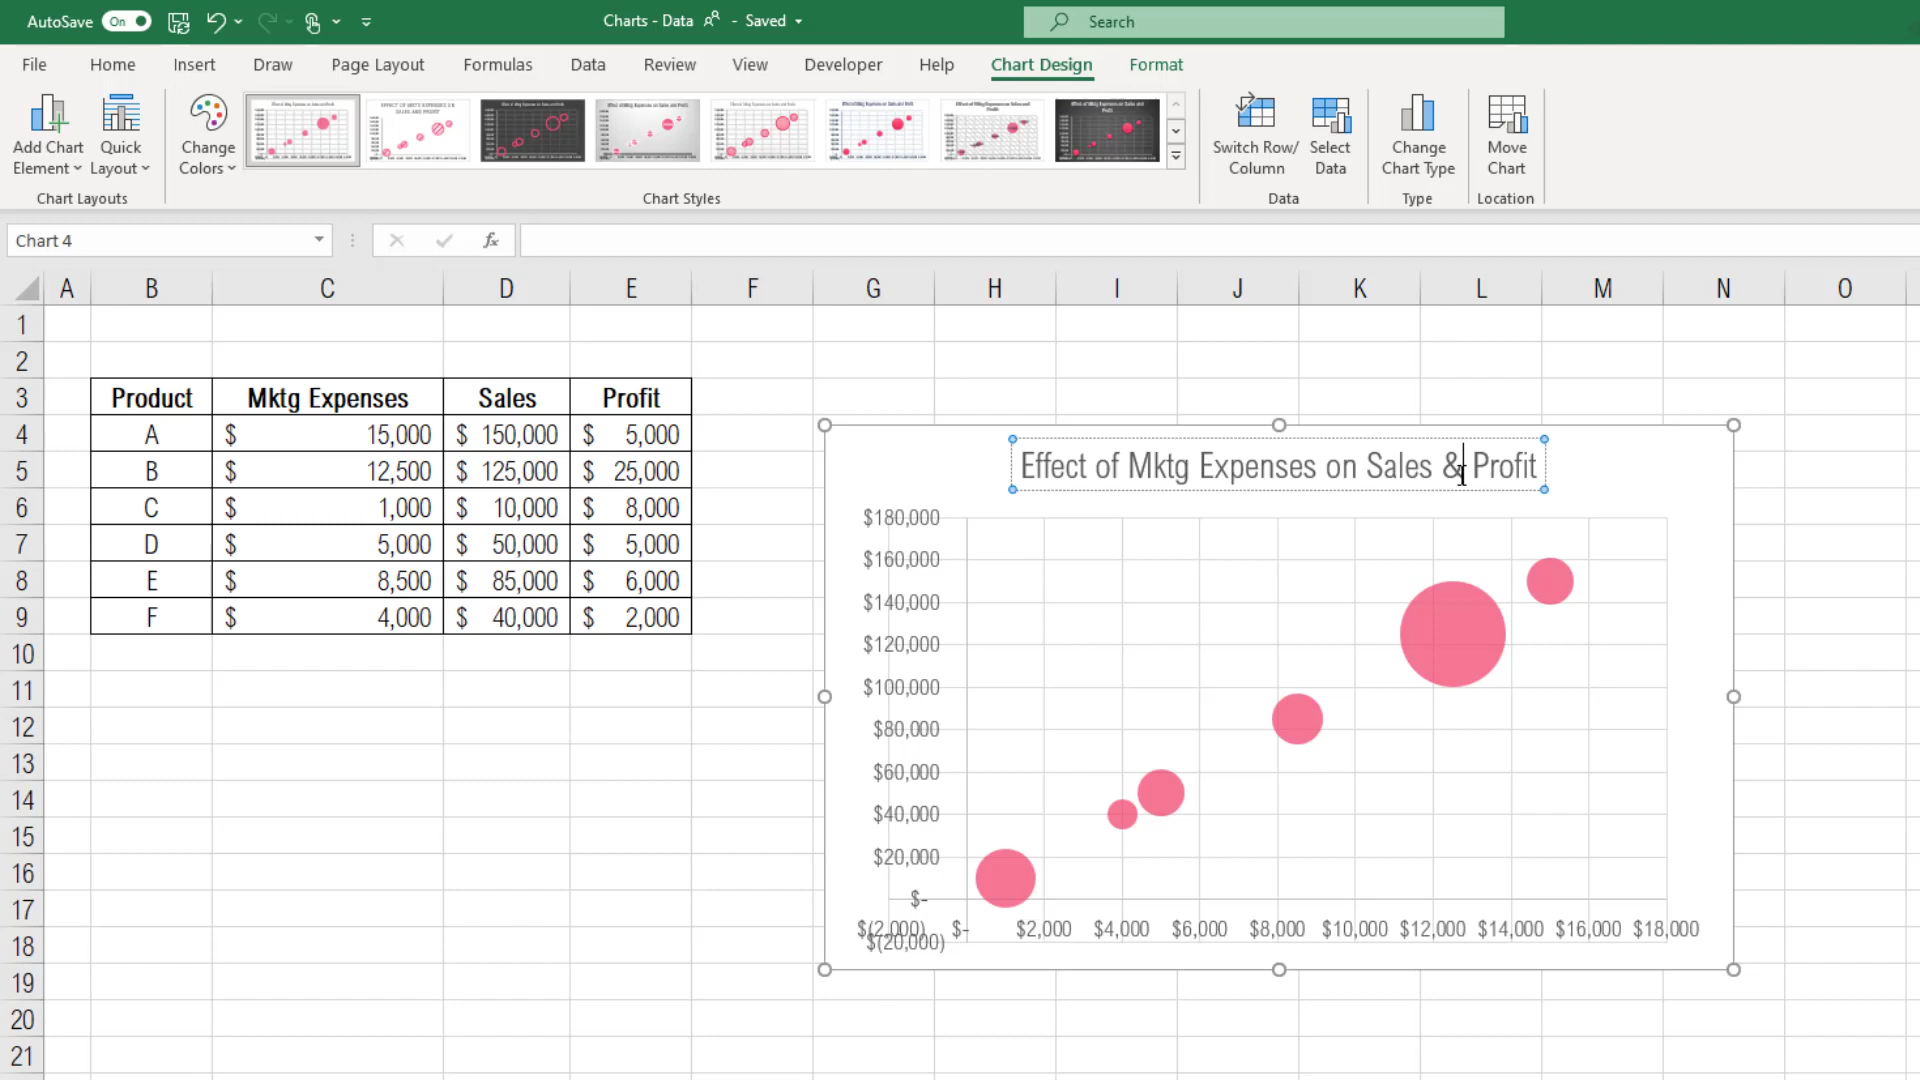 AutoSave On Charts - Data - Saved Search
File Home Insert Draw Page Layout Formulas Data Review View Developer Help Chart Design Format
Add Chart Element Quick Layout
Chart Layouts
Change Colors
Chart Styles
Switch Row/ Column Select Data
Data
Change Chart Type
Type
Move Chart
Location
Chart 4 fx
A B C D E F G H I J K L M N O
1
2
3 Product Mktg Expenses Sales Profit
4 A $ 15,000 $ 150,000 $ 5,000
5 B $ 12,500 $ 125,000 $ 25,000
6 C $ 1,000 $ 10,000 $ 8,000
7 D $ 5,000 $ 50,000 $ 5,000
8 E $ 8,500 $ 85,000 $ 6,000
9 F $ 4,000 $ 40,000 $ 2,000
10
11
12
13
14
15
16
17
18
19
20
21
Effect of Mktg Expenses on Sales & Profit
$180,000
$160,000
$140,000
$120,000
$100,000
$80,000
$60,000
$40,000
$20,000
$-
$(20,000)
$(2,000) $- $2,000 $4,000 $6,000 $8,000 $10,000 $12,000 $14,000 $16,000 $18,000